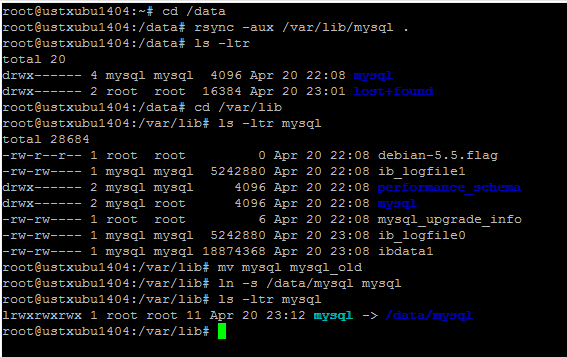 root@ustxubu1404:~# cd /data
root@ustxubu1404:/data# rsync -aux /var/lib/mysql .
root@ustxubu1404:/data# ls -ltr
total 20
drwx------ 4 mysql mysql  4096 Apr 20 22:08 mysql
drwx------ 2 root  root  16384 Apr 20 23:01 lost+found
root@ustxubu1404:/data# cd /var/lib
root@ustxubu1404:/var/lib# ls -ltr mysql
total 28684
-rw-r--r-- 1 root  root         0 Apr 20 22:08 debian-5.5.flag
-rw-rw---- 1 mysql mysql  5242880 Apr 20 22:08 ib_logfile1
drwx------ 2 mysql mysql     4096 Apr 20 22:08 performance_schema
drwx------ 2 mysql root      4096 Apr 20 22:08 mysql
-rw-rw---- 1 root  root         6 Apr 20 22:08 mysql_upgrade_info
-rw-rw---- 1 mysql mysql  5242880 Apr 20 23:08 ib_logfile0
-rw-rw---- 1 mysql mysql 18874368 Apr 20 23:08 ibdata1
root@ustxubu1404:/var/lib# mv mysql mysql_old
root@ustxubu1404:/var/lib# ln -s /data/mysql mysql
root@ustxubu1404:/var/lib# ls -ltr mysql
lrwxrwxrwx 1 root root 11 Apr 20 23:12 mysql -> /data/mysql
root@ustxubu1404:/var/lib#